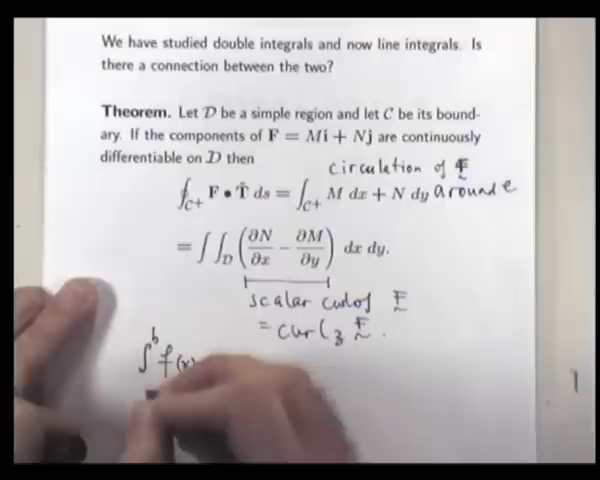 We have studied double integrals and now line integrals. Is
there a connection between the two?
Theorem. Let D be a simple region and let C be its bound-
ary. If the components of F = Mi + Nj are continuously
differentiable on D then
circulation of F
∮_{C+} F • T̂ ds = ∫_{C+} M dx + N dy around
= ∫∫_D (∂N/∂x − ∂M/∂y) dx dy.
scalar curl of F
= curl_3 F.
∫^b f(x)